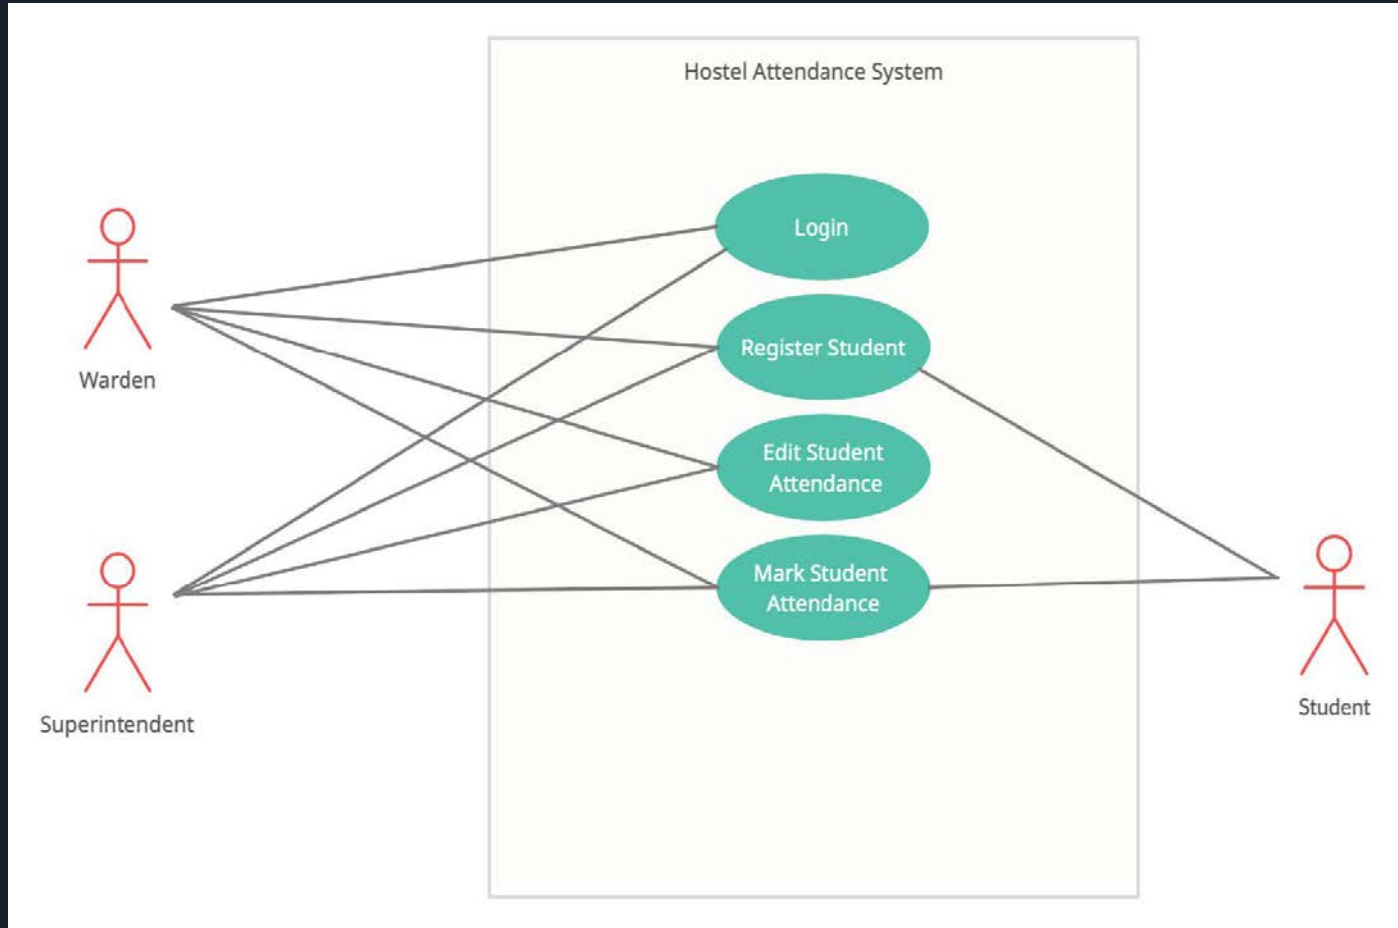 Hostel Attendance System
Login
Warden
Register Student
Edit Student
Attendance
Mark Student
Attendance
Superintendent
Student